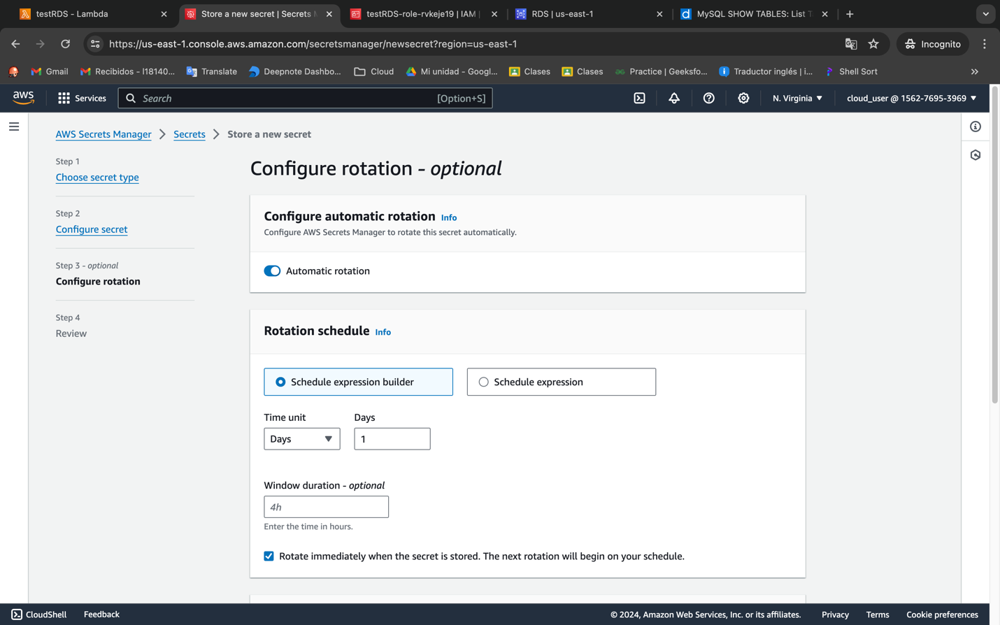 testRDS - Lambda
Store a new secret | Secrets M
testRDS-role-rvkeje19 | IAM |
RDS | us-east-1
MySQL SHOW TABLES: List T
https://us-east-1.console.aws.amazon.com/secretsmanager/newsecret?region=us-east-1
Incognito
Gmail
Recibidos - l18140...
Translate
Deepnote Dashbo...
Cloud
Mi unidad - Googl...
Clases
Clases
Practice | Geeksfo...
Traductor inglés | i...
Shell Sort
aws
Services
Search
[Option+S]
N. Virginia
cloud_user @ 1562-7695-3969
AWS Secrets Manager
Secrets
Store a new secret
Step 1
Choose secret type
Step 2
Configure secret
Step 3 - optional
Configure rotation
Step 4
Review
Configure rotation - optional
Configure automatic rotation Info
Configure AWS Secrets Manager to rotate this secret automatically.
Automatic rotation
Rotation schedule Info
Schedule expression builder
Schedule expression
Time unit
Days
Days
1
Window duration - optional
4h
Enter the time in hours.
Rotate immediately when the secret is stored. The next rotation will begin on your schedule.
CloudShell
Feedback
© 2024, Amazon Web Services, Inc. or its affiliates.
Privacy
Terms
Cookie preferences